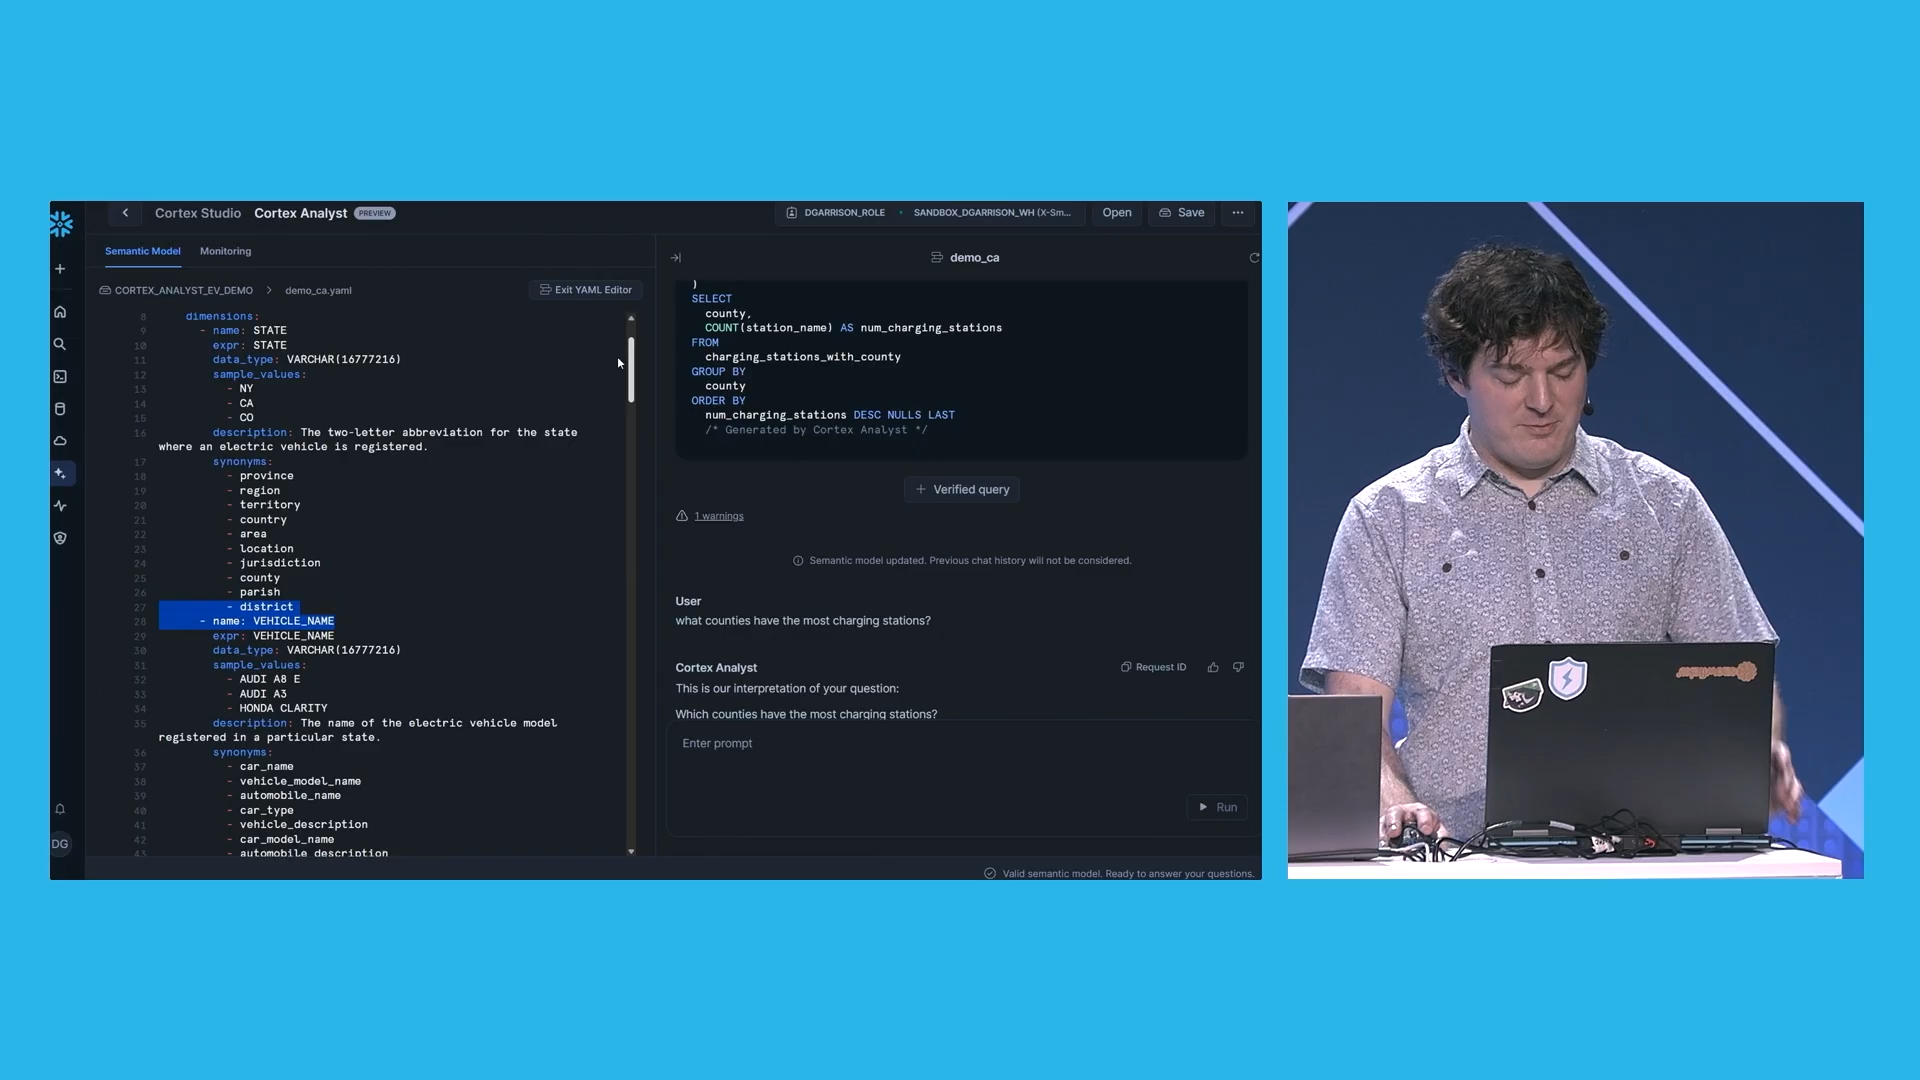 Cortex Studio Cortex Analyst PREVIEW
DGARRISON_ROLE • SANDBOX_DGARRISON_WH (X-Sm... Open Save ...
Semantic Model Monitoring
CORTEX_ANALYST_EV_DEMO > demo_ca.yaml Exit YAML Editor
8 dimensions:
9 - name: STATE
10 expr: STATE
11 data_type: VARCHAR(16777216)
12 sample_values:
13 - NY
14 - CA
15 - CO
16 description: The two-letter abbreviation for the state
where an electric vehicle is registered.
17 synonyms:
18 - province
19 - region
20 - territory
21 - country
22 - area
23 - location
24 - jurisdiction
25 - county
26 - parish
27 - district
28 - name: VEHICLE_NAME
29 expr: VEHICLE_NAME
30 data_type: VARCHAR(16777216)
31 sample_values:
32 - AUDI A8 E
33 - AUDI A3
34 - HONDA CLARITY
35 description: The name of the electric vehicle model
registered in a particular state.
36 synonyms:
37 - car_name
38 - vehicle_model_name
39 - automobile_name
40 - car_type
41 - vehicle_description
42 - car_model_name
43 - automobile_description
DG
demo_ca
)
SELECT
county,
COUNT(station_name) AS num_charging_stations
FROM
charging_stations_with_county
GROUP BY
county
ORDER BY
num_charging_stations DESC NULLS LAST
/* Generated by Cortex Analyst */
+ Verified query
1 warnings
Semantic model updated. Previous chat history will not be considered.
User
what counties have the most charging stations?
Cortex Analyst Request ID
This is our interpretation of your question:
Which counties have the most charging stations?
Enter prompt
Run
Valid semantic model. Ready to answer your questions.